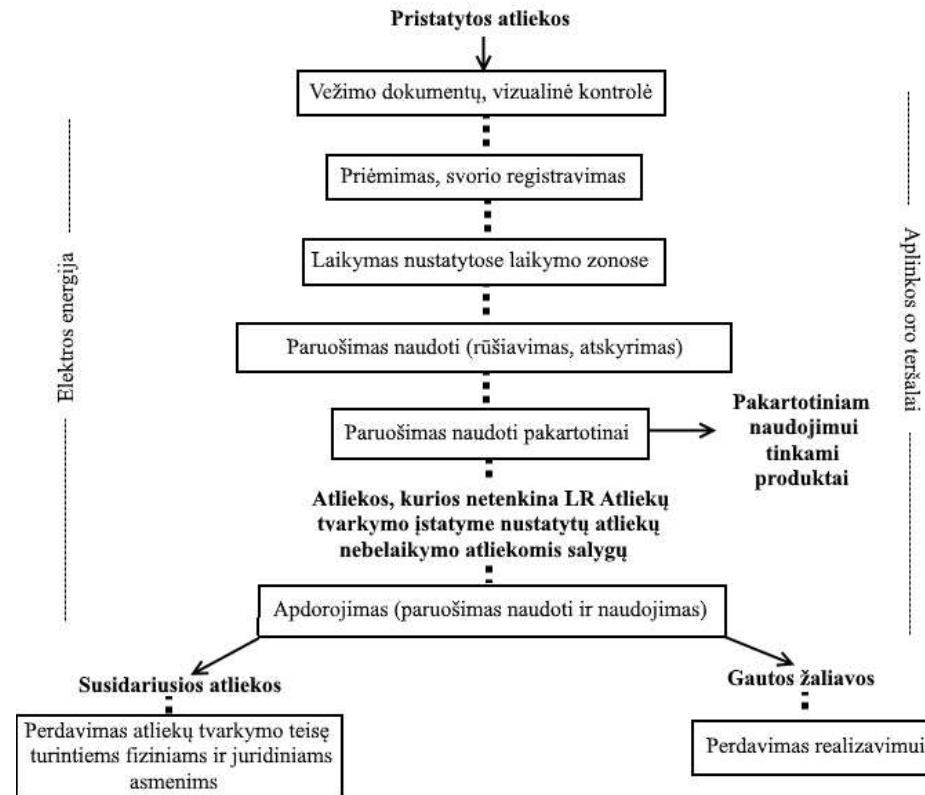 Pristatytos atliekos
Vežimo dokumentų, vizualinė kontrolė
Priėmimas, svorio registravimas
Laikymas nustatytose laikymo zonose
Paruošimas naudoti (rūšiavimas, atskyrimas)
Paruošimas naudoti pakartotinai
Pakartotiniam
naudojimui
tinkami
produktai
Atliekos, kurios netenkina LR Atliekų
tvarkymo įstatyme nustatytų atliekų
nebelaikymo atliekomis salygų
Apdorojimas (paruošimas naudoti ir naudojimas)
Susidariusios atliekos
Gautos žaliavos
Perdavimas atliekų tvarkymo teisę
turintiems fiziniams ir juridiniams
asmenims
Perdavimas realizavimui
Elektros energija
Aplinkos oro teršalai